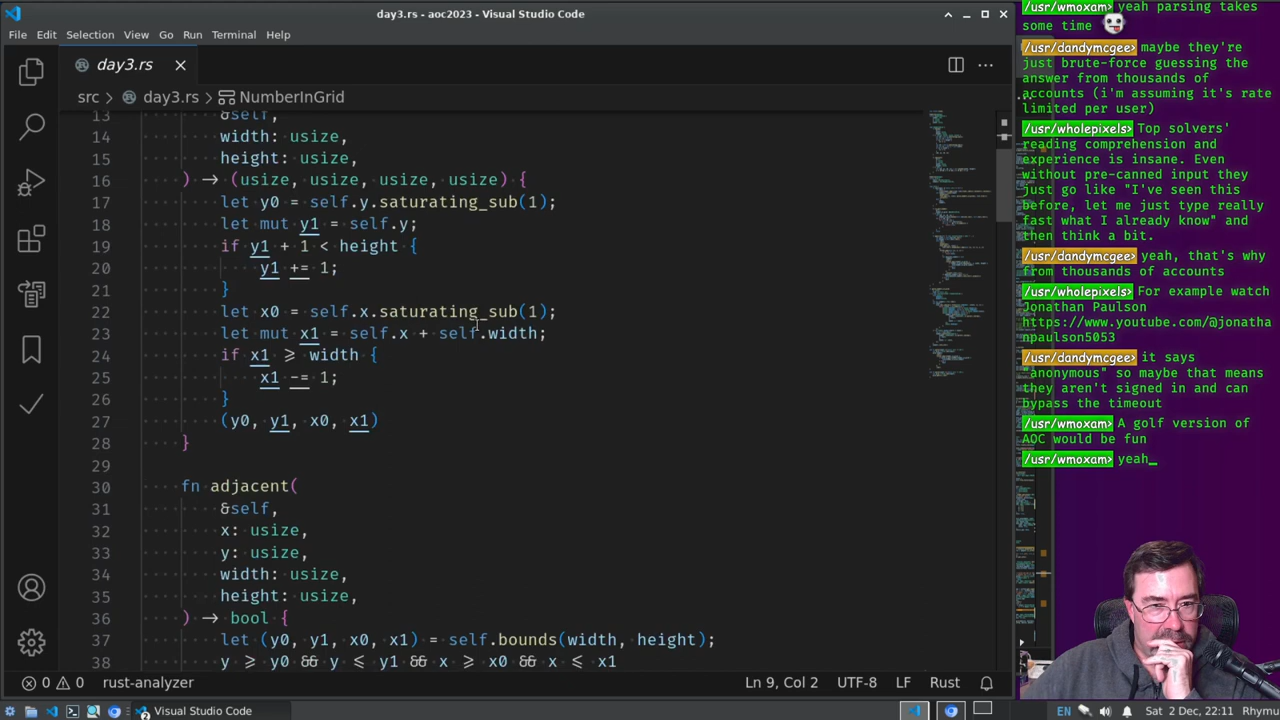 day3.rs - aoc2023 - Visual Studio Code
File Edit Selection View Go Run Terminal Help
day3.rs
src > day3.rs > NumberInGrid
13 &self,
14 width: usize,
15 height: usize,
16 ) → (usize, usize, usize, usize) {
17 let y0 = self.y.saturating_sub(1);
18 let mut y1 = self.y;
19 if y1 + 1 < height {
20 y1 += 1;
21 }
22 let x0 = self.x.saturating_sub(1);
23 let mut x1 = self.x + self.width;
24 if x1 ≥ width {
25 x1 -= 1;
26 }
27 (y0, y1, x0, x1)
28 }
29
30 fn adjacent(
31 &self,
32 x: usize,
33 y: usize,
34 width: usize,
35 height: usize,
36 ) → bool {
37 let (y0, y1, x0, x1) = self.bounds(width, height);
38 y ≥ y0 && y ≤ y1 && x ≥ x0 && x ≤ x1
0 0 rust-analyzer Ln 9, Col 2 UTF-8 LF Rust
Visual Studio Code EN Sat 2 Dec, 22:11 Rhymu
/usr/wmoxam> yeah parsing takes
some time
/usr/dandymcgee> maybe they're
just brute-force guessing the
answer from thousands of
accounts (i'm assuming it's rate
limited per user)
/usr/wholepixels> Top solvers'
reading comprehension and
experience is insane. Even
without pre-canned input they
just go like "I've seen this
before, let me just type really
fast what I already know" and
then think a bit.
/usr/dandymcgee> yeah, that's why
from thousands of accounts
/usr/wholepixels> For example watch
Jonathan Paulson
https://www.youtube.com/@jonatha
npaulson5053
/usr/dandymcgee> it says
"anonymous" so maybe that means
they aren't signed in and can
bypass the timeout
/usr/wmoxam> A golf version of
AOC would be fun
/usr/wmoxam> yeah_